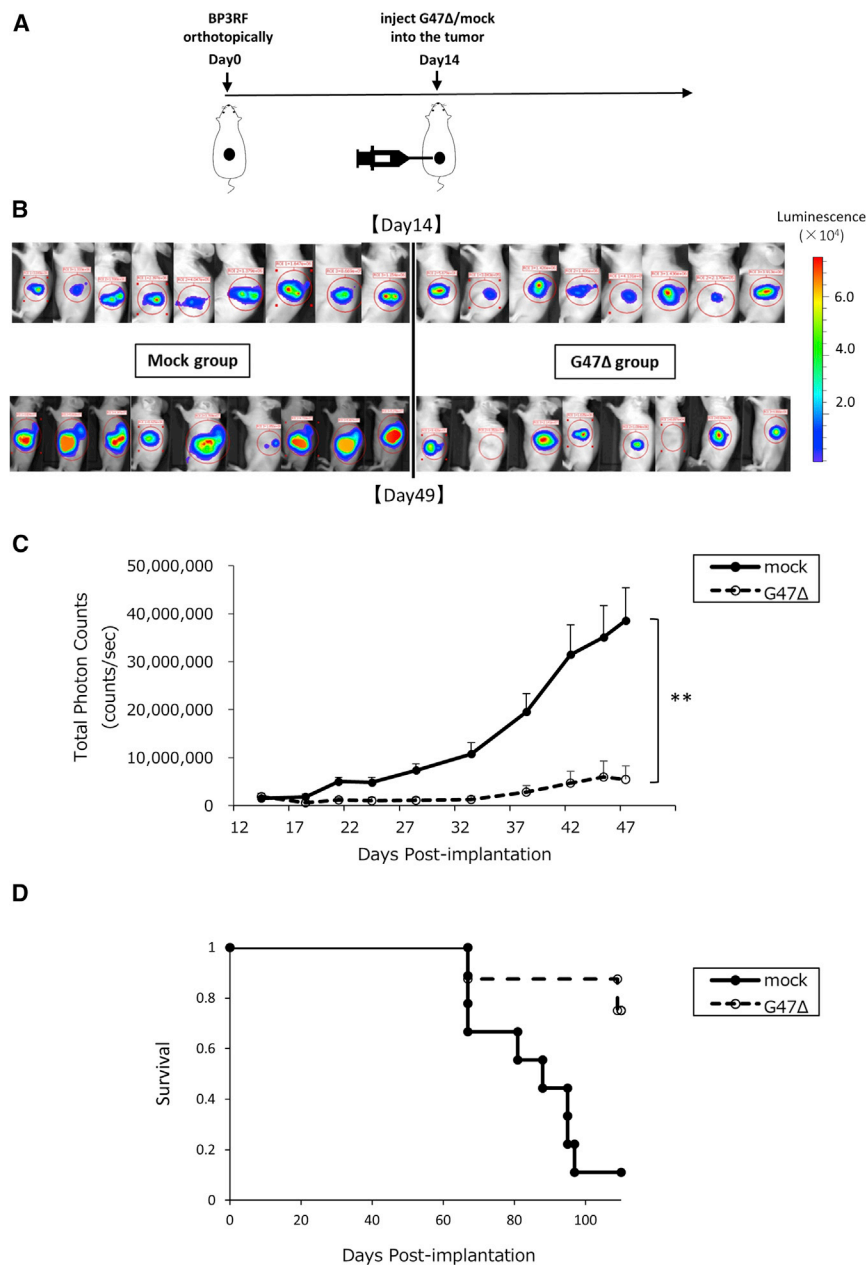 A
BP3RF
orthotopically
Day0
inject G47Δ/mock
into the tumor
Day14
B
【Day14】
Luminescence
(×10⁴)
6.0
4.0
2.0
Mock group
G47Δ group
【Day49】
C
50,000,000
40,000,000
30,000,000
20,000,000
10,000,000
0
Total Photon Counts
(counts/sec)
12 17 22 27 32 37 42 47
Days Post-implantation
mock
G47Δ
**
D
1
0.8
0.6
0.4
0.2
0
Survival
0 20 40 60 80 100
Days Post-implantation
mock
G47Δ